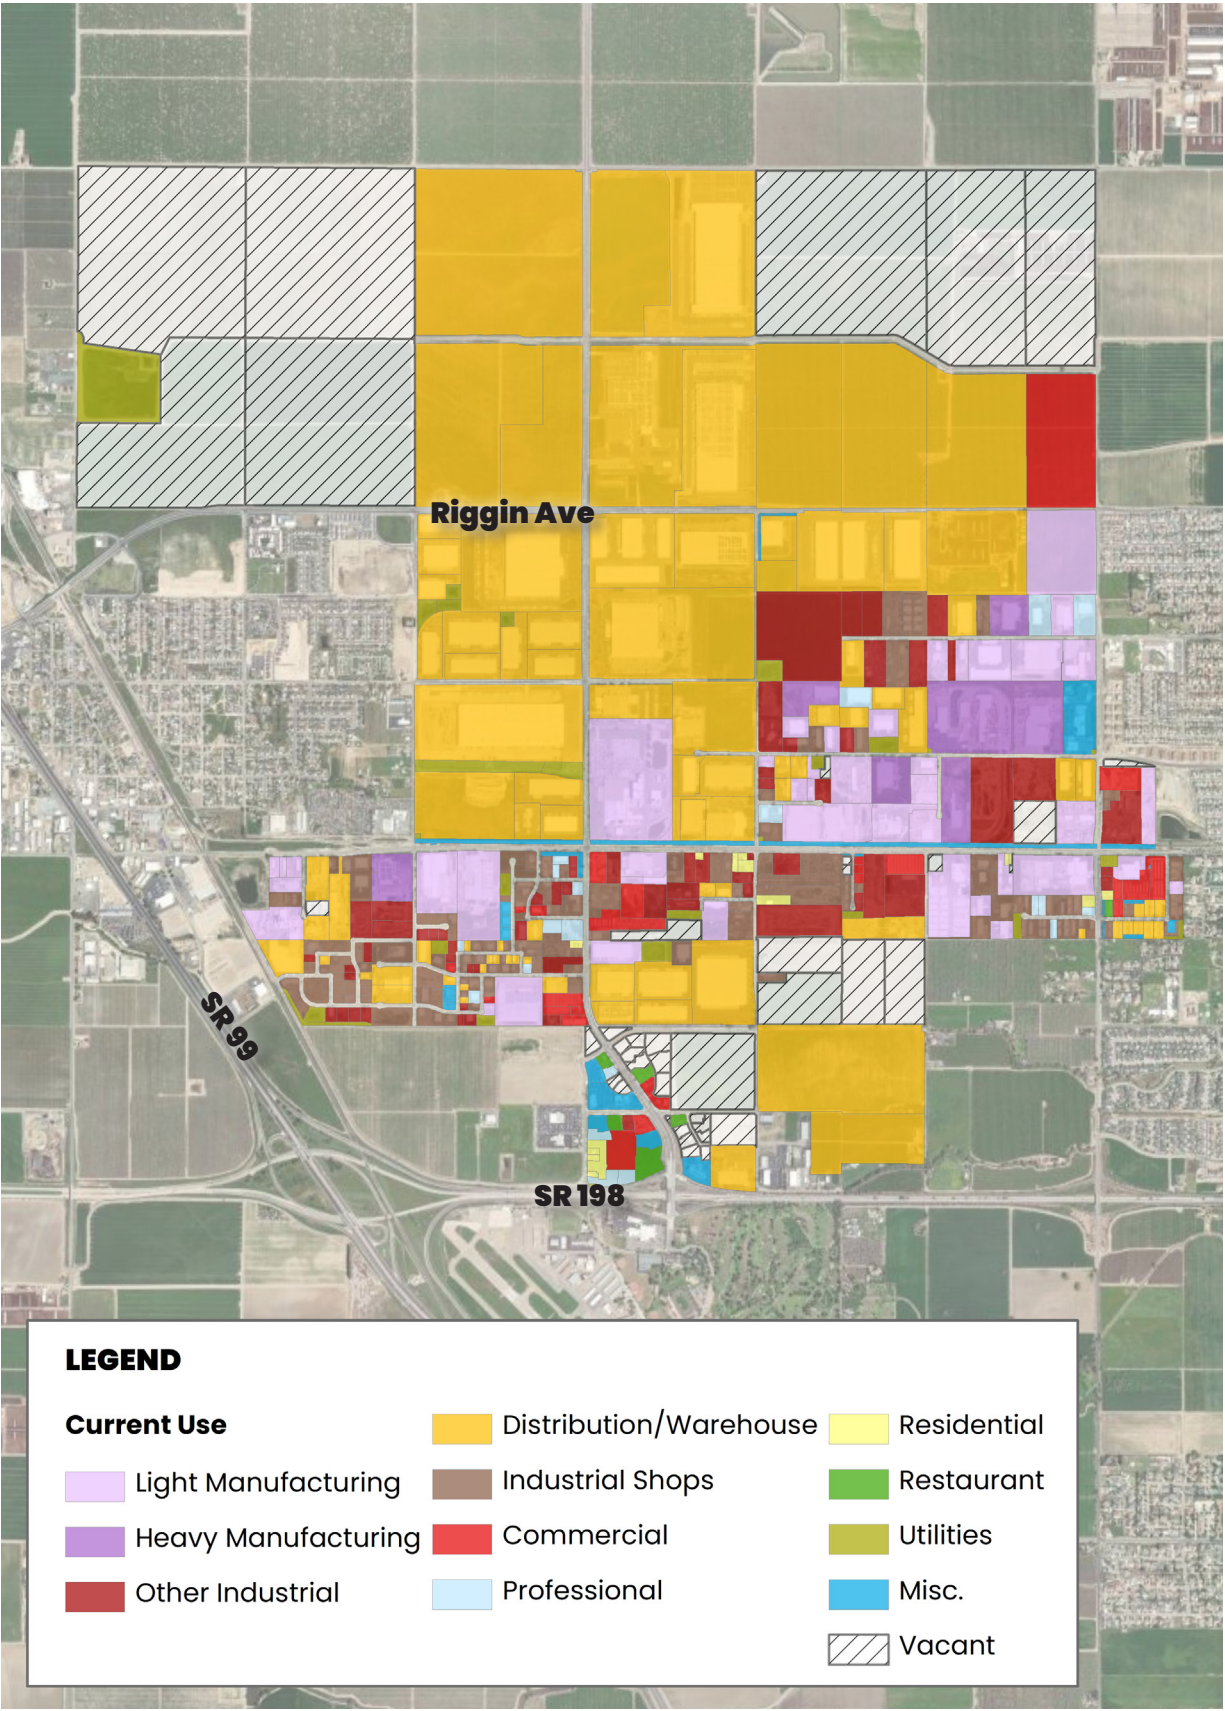 Riggin Ave
SR 99
SR 198
LEGEND
Current Use
Light Manufacturing
Heavy Manufacturing
Other Industrial
Distribution/Warehouse
Industrial Shops
Commercial
Professional
Residential
Restaurant
Utilities
Misc.
Vacant